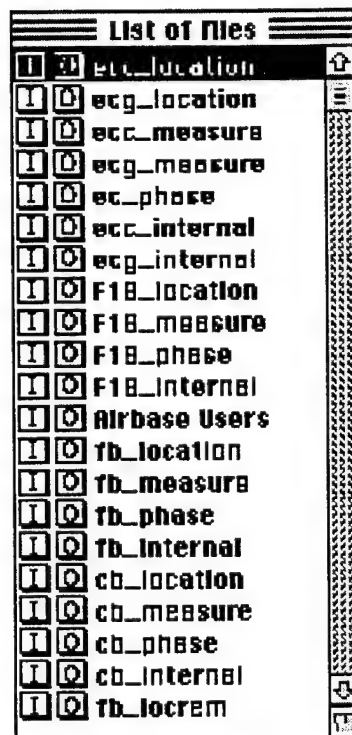 List of files
I D ecc_location
I D ecg_location
I D ecc_measure
I D ecg_measure
I D ec_phase
I D ecc_internal
I D ecg_internal
I O F18_location
I O F18_measure
I O F18_phase
I O F18_internal
I O Airbase Users
I O fb_location
I O fb_measure
I O fb_phase
I O fb_internal
I O cb_location
I O cb_measure
I O cb_phase
I O cb_internal
I O fb_locrem